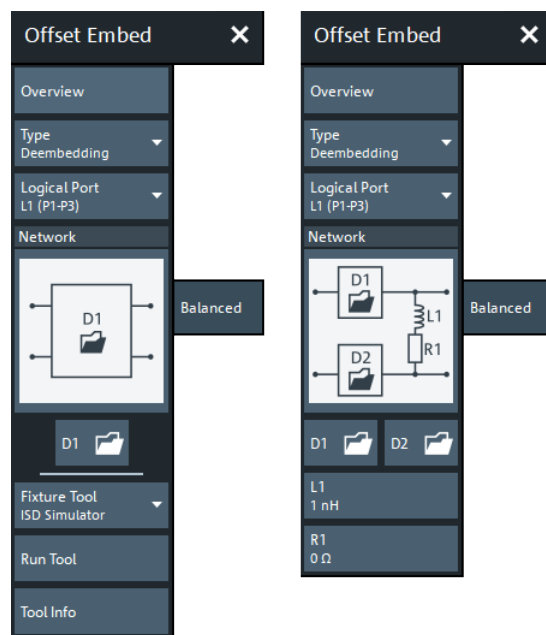 Offset Embed
Overview
Type
Deembedding
Logical Port
L1 (P1-P3)
Network
D1
Balanced
D1
Fixture Tool
ISD Simulator
Run Tool
Tool Info
Offset Embed
Overview
Type
Deembedding
Logical Port
L1 (P1-P3)
Network
D1
L1
R1
D2
Balanced
D1 D2
L1
1 nH
R1
0 Ω